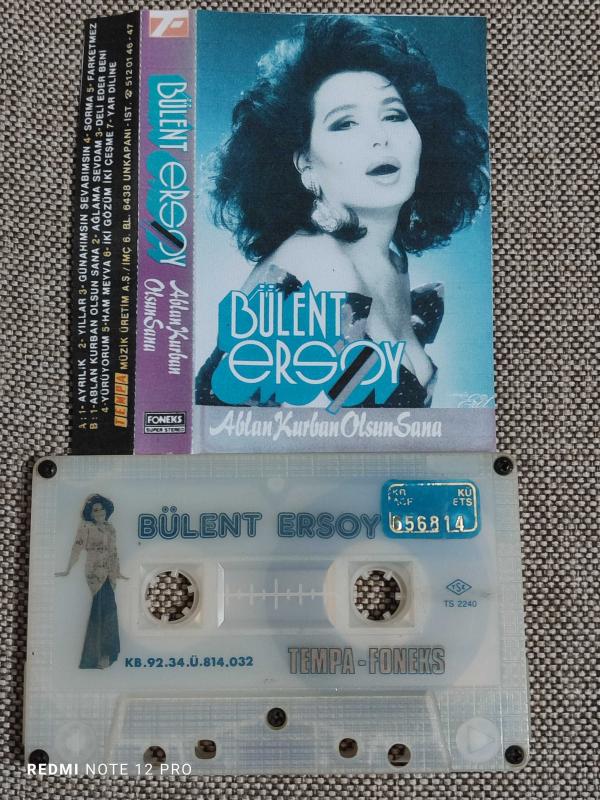 A: 1- AYRILIK 2- YILLAR 3- GÜNAHIMSIN SEVABIMSIN 4- SORMA 5- FARKETMEZ
B: 1- ABLAN KURBAN OLSUN SANA 2- AĞLAMA SEVDAM 3- DELİ EDER BENİ
4- YÜRÜYORUM 5- HAM MEYVA 6- İKİ GÖZÜM İKİ ÇEŞME 7- YAR DİLİNE
TEMPA MÜZİK ÜRETİM A.Ş./İMÇ 6. BL. 6438 UNKAPANI-İST. ☎ 512 01 46 - 47
BÜLENT ERSOY
Ablan Kurban
Olsun Sana
FONEKS
SUPER STEREO
BÜLENT
ERSOY
Ablan Kurban Olsun Sana
BÜLENT ERSOY
KÜ
ETS
056814
TSE
TS 2240
KB.92.34.Ü.814.032
TEMPA-FONEKS
REDMI NOTE 12 PRO